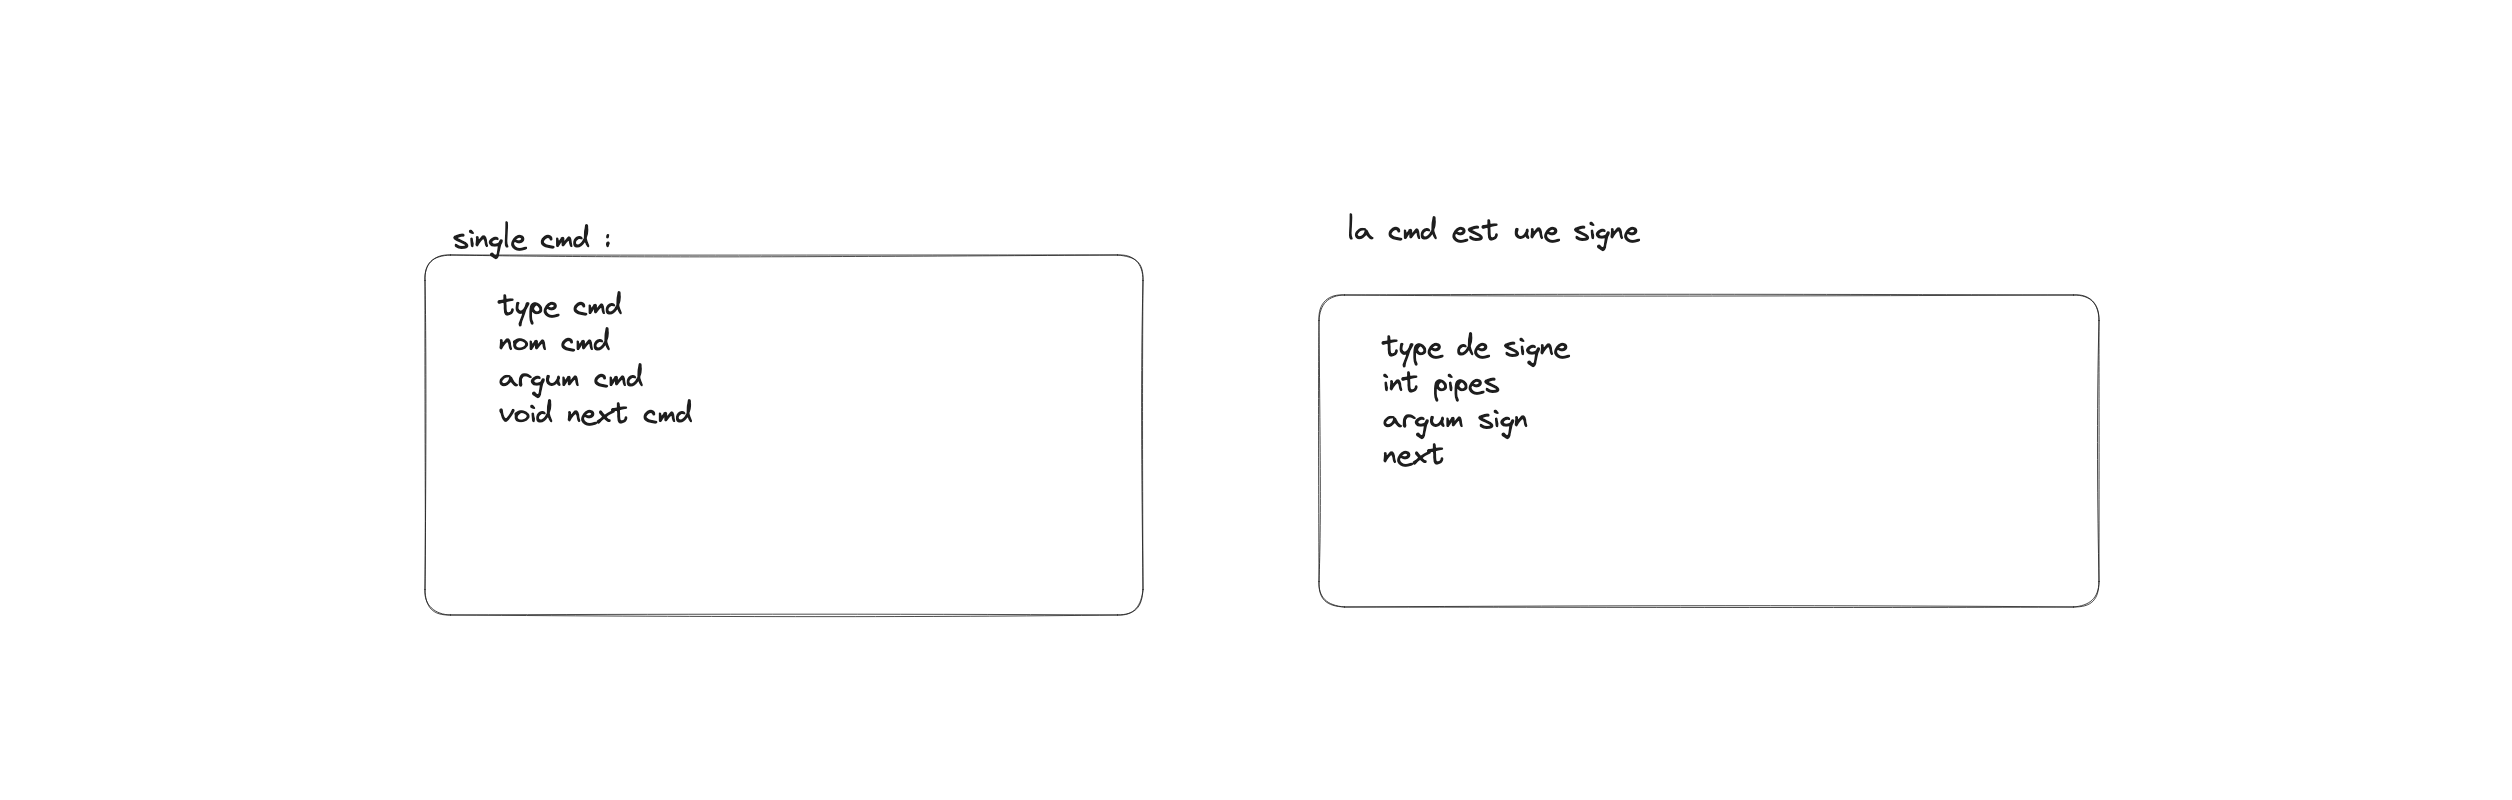 single cmd :
type cmd
nom cmd
argum cmd
void next cmd
la cmd est une signe
type de signe
int pipes
argum sign
next